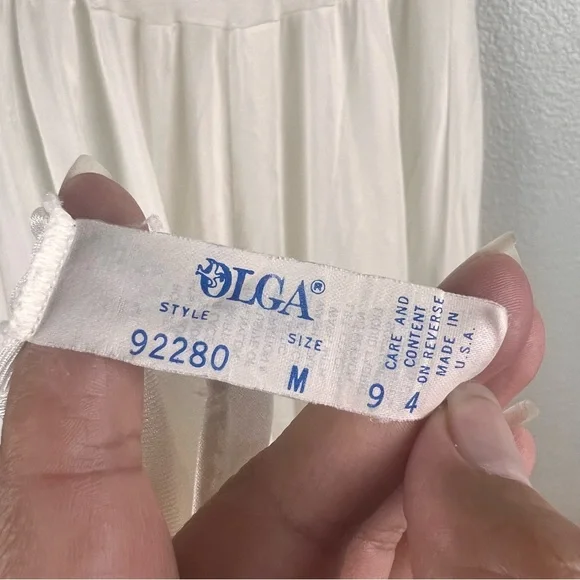 OLGA®
STYLE
92280
SIZE
M
9 4
CARE AND
CONTENT
ON REVERSE
MADE IN
U.S.A.